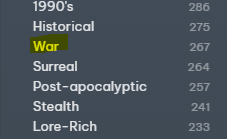 1990's 286
Historical 275
War 267
Surreal 264
Post-apocalyptic 257
Stealth 241
Lore-Rich 233